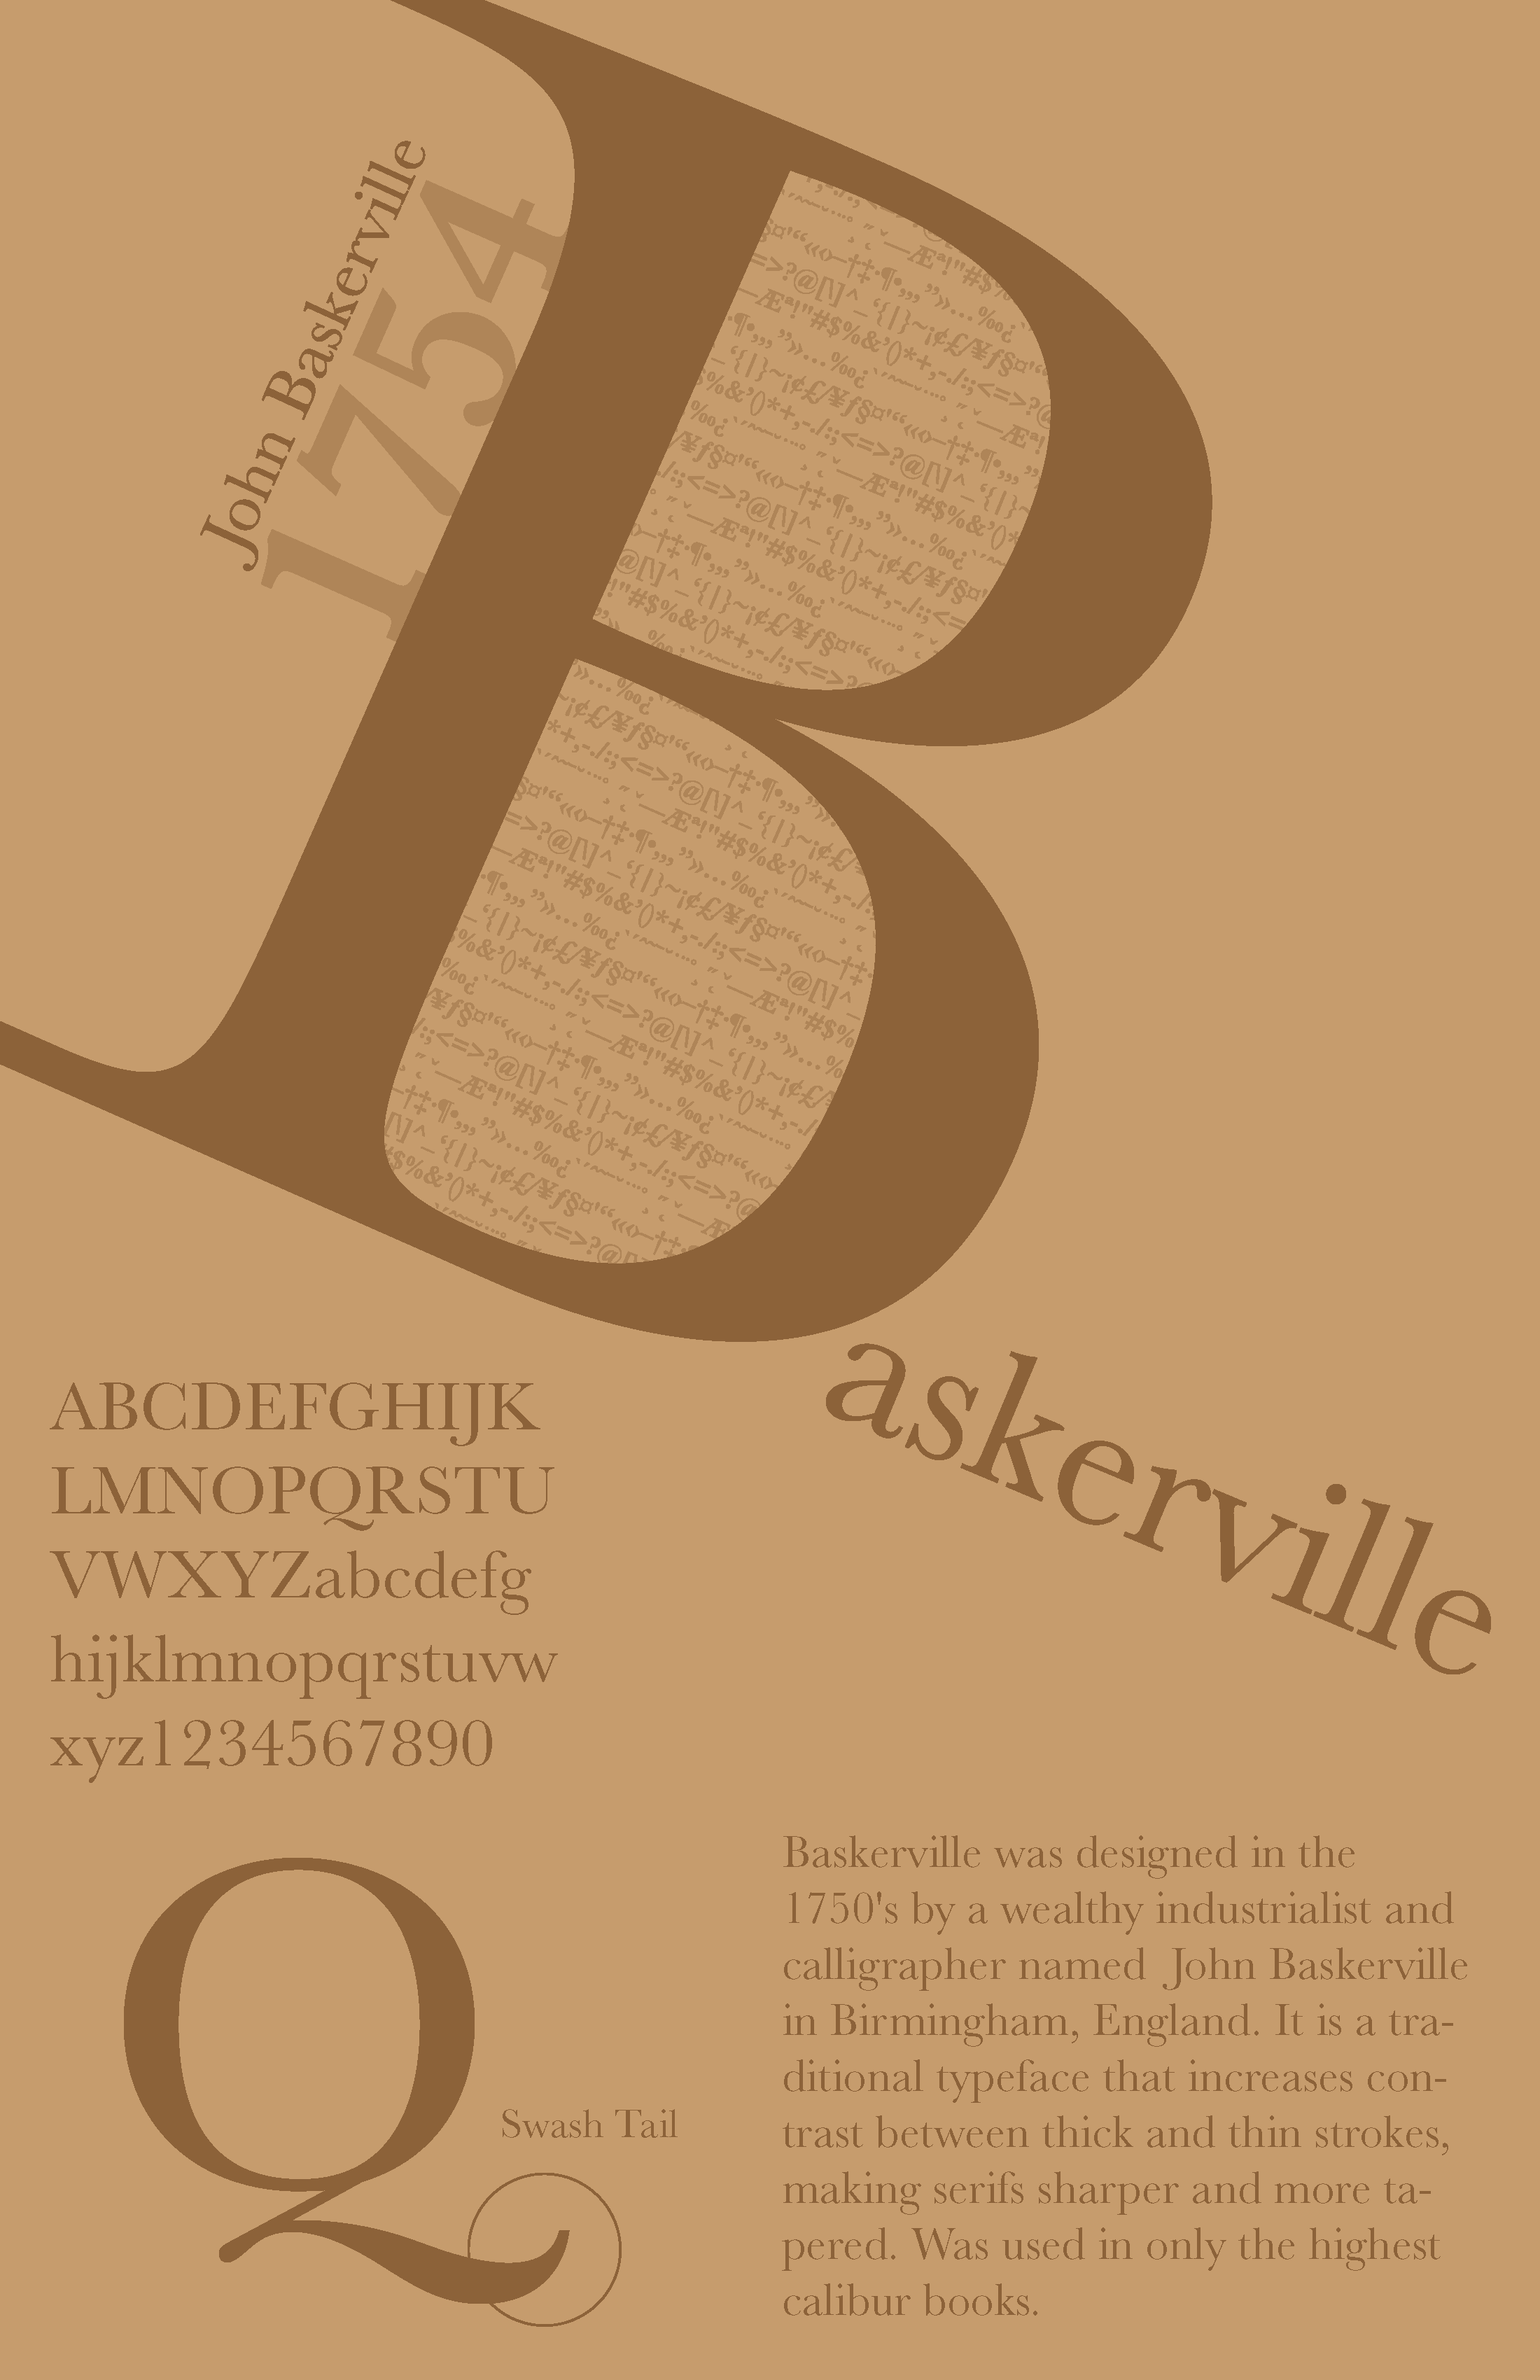 John Baskerville
1754
B
askerville
ABCDEFGHIJK
LMNOPQRSTU
VWXYZabcdefg
hijklmnopqrstuvw
xyz1234567890
Q
Swash Tail
Baskerville was designed in the
1750's by a wealthy industrialist and
calligrapher named John Baskerville
in Birmingham, England. It is a tra-
ditional typeface that increases con-
trast between thick and thin strokes,
making serifs sharper and more ta-
pered. Was used in only the highest
calibur books.